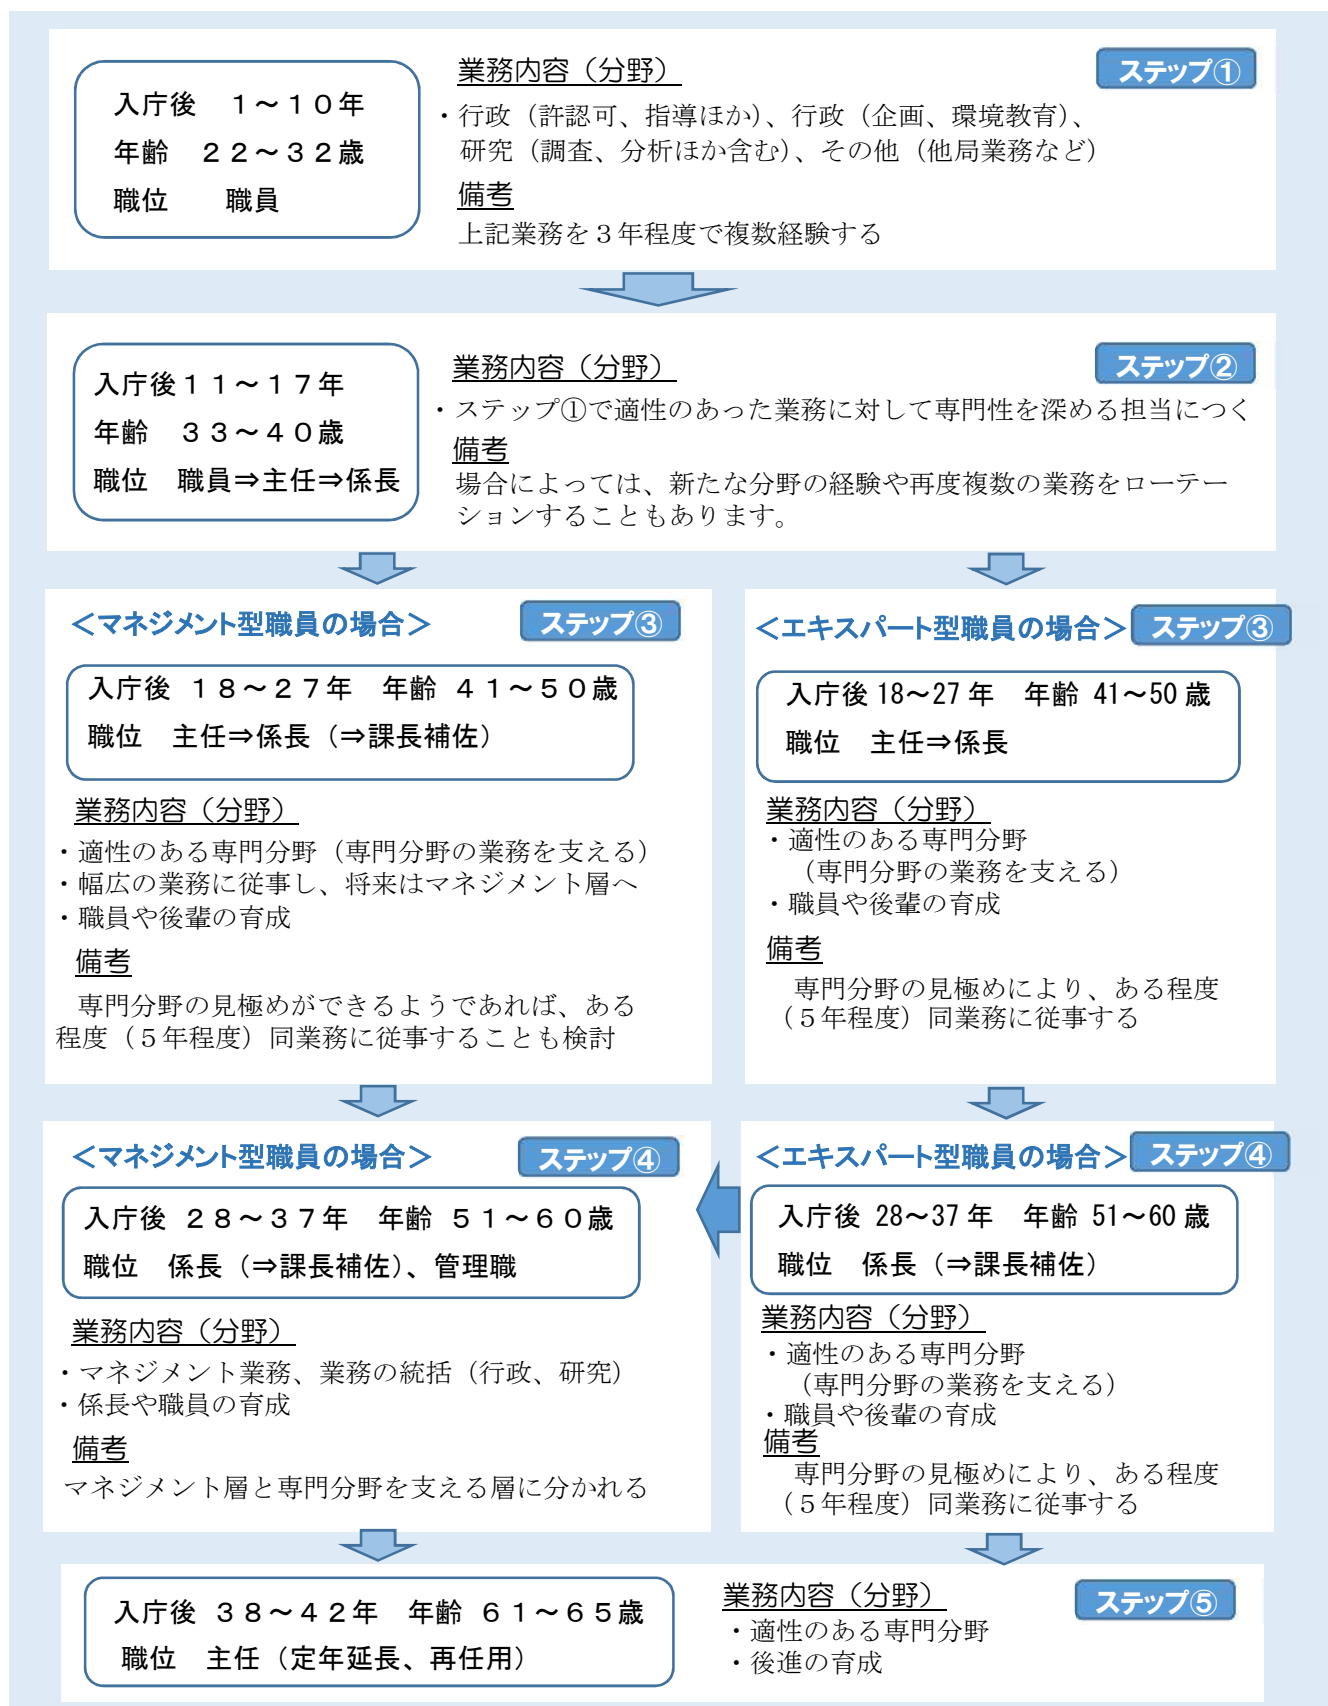 ステップ①
入庁後　１～１０年
年齢　２２～３２歳
職位　　職員
業務内容（分野）
・行政（許認可、指導ほか）、行政（企画、環境教育）、
研究（調査、分析ほか含む）、その他（他局業務など）
備考
上記業務を３年程度で複数経験する
ステップ②
入庁後１１～１７年
年齢　３３～４０歳
職位　職員⇒主任⇒係長
業務内容（分野）
・ステップ①で適性のあった業務に対して専門性を深める担当につく
備考
場合によっては、新たな分野の経験や再度複数の業務をローテー
ションすることもあります。
＜マネジメント型職員の場合＞
ステップ③
入庁後　１８～２７年　年齢　４１～５０歳
職位　主任⇒係長（⇒課長補佐）
業務内容（分野）
・適性のある専門分野（専門分野の業務を支える）
・幅広の業務に従事し、将来はマネジメント層へ
・職員や後輩の育成
備考
専門分野の見極めができるようであれば、ある
程度（５年程度）同業務に従事することも検討
＜エキスパート型職員の場合＞
ステップ③
入庁後 18～27 年　年齢 41～50 歳
職位　主任⇒係長
業務内容（分野）
・適性のある専門分野
（専門分野の業務を支える）
・職員や後輩の育成
備考
専門分野の見極めにより、ある程度
（５年程度）同業務に従事する
＜マネジメント型職員の場合＞
ステップ④
入庁後　２８～３７年　年齢　５１～６０歳
職位　係長（⇒課長補佐）、管理職
業務内容（分野）
・マネジメント業務、業務の統括（行政、研究）
・係長や職員の育成
備考
マネジメント層と専門分野を支える層に分かれる
＜エキスパート型職員の場合＞
ステップ④
入庁後 28～37 年　年齢 51～60 歳
職位　係長（⇒課長補佐）
業務内容（分野）
・適性のある専門分野
（専門分野の業務を支える）
・職員や後輩の育成
備考
専門分野の見極めにより、ある程度
（５年程度）同業務に従事する
ステップ⑤
入庁後　３８～４２年　年齢　６１～６５歳
職位　主任（定年延長、再任用）
業務内容（分野）
・適性のある専門分野
・後進の育成